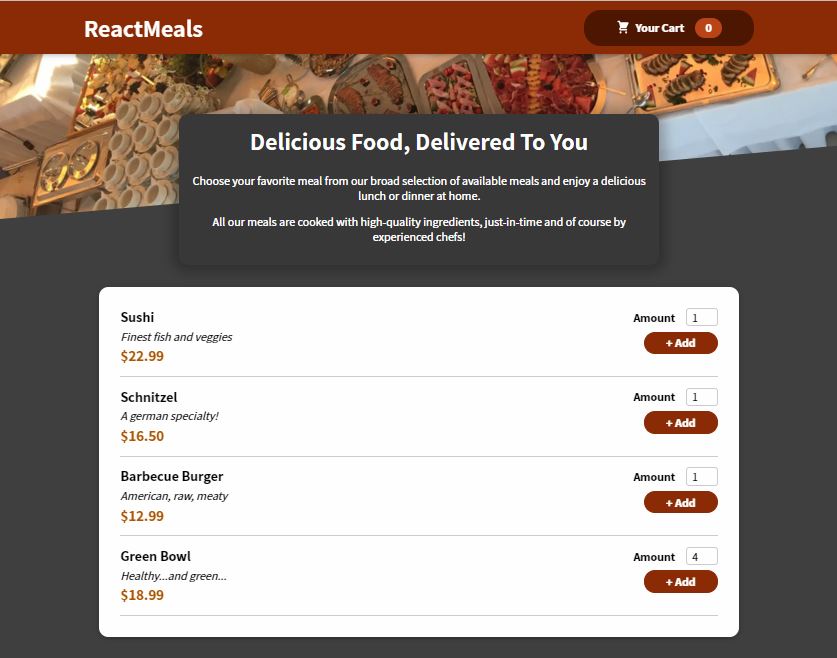 ReactMeals
Your Cart 0
Delicious Food, Delivered To You
Choose your favorite meal from our broad selection of available meals and enjoy a delicious
lunch or dinner at home.
All our meals are cooked with high-quality ingredients, just-in-time and of course by
experienced chefs!
Sushi
Finest fish and veggies
$22.99
Amount 1
+ Add
Schnitzel
A german specialty!
$16.50
Amount 1
+ Add
Barbecue Burger
American, raw, meaty
$12.99
Amount 1
+ Add
Green Bowl
Healthy...and green...
$18.99
Amount 4
+ Add